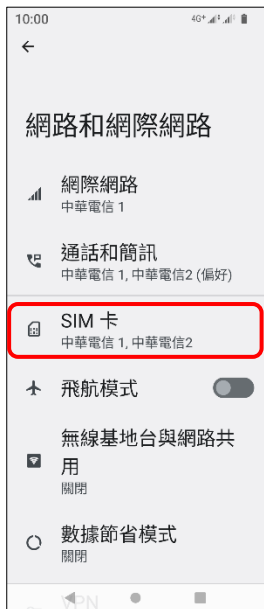 10:00 4G+
網路和網際網路
網際網路
中華電信 1
通話和簡訊
中華電信 1, 中華電信2 (偏好)
SIM 卡
中華電信 1, 中華電信2
飛航模式
無線基地台與網路共
用
關閉
數據節省模式
關閉
VPN